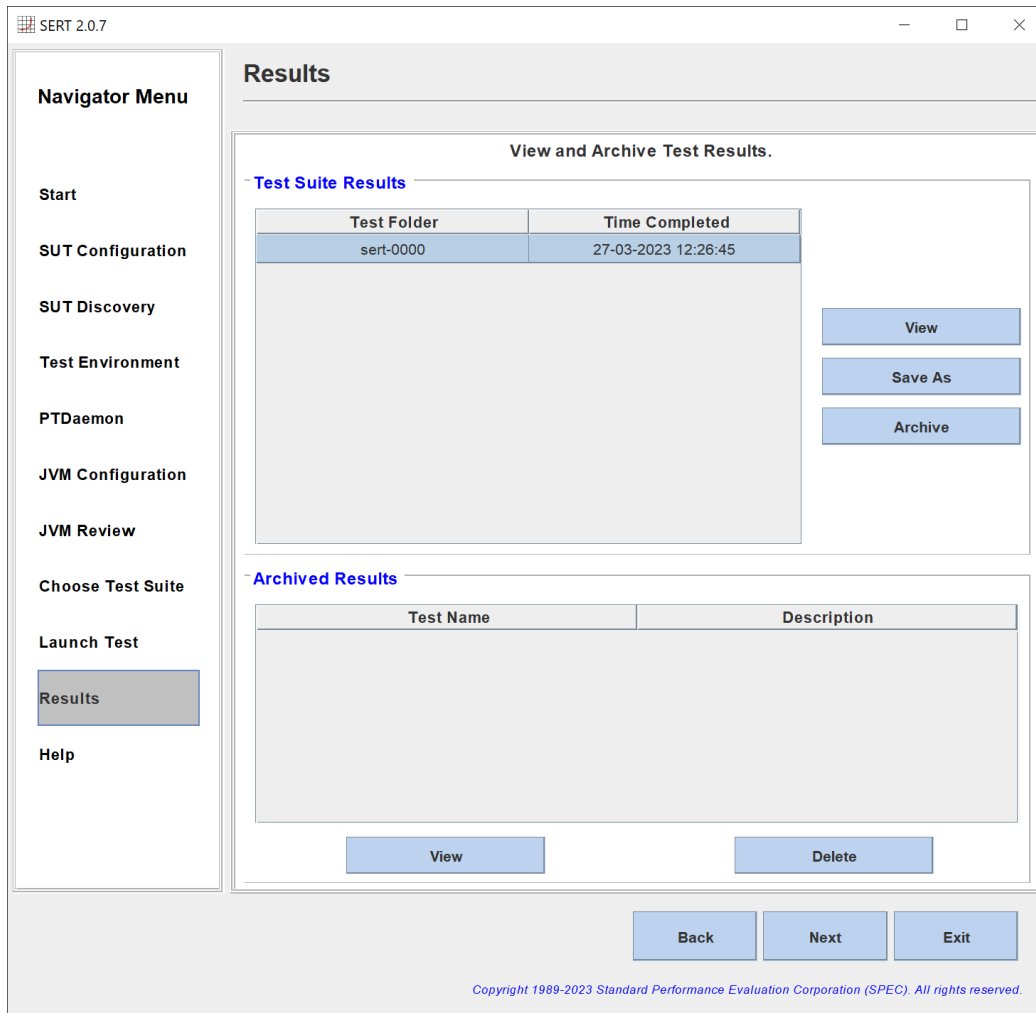 SERT 2.0.7
Navigator Menu
Start
SUT Configuration
SUT Discovery
Test Environment
PTDaemon
JVM Configuration
JVM Review
Choose Test Suite
Launch Test
Results
Help
Results
View and Archive Test Results.
Test Suite Results
Test Folder Time Completed
sert-0000 27-03-2023 12:26:45
View
Save As
Archive
Archived Results
Test Name Description
View Delete
Back Next Exit
Copyright 1989-2023 Standard Performance Evaluation Corporation (SPEC). All rights reserved.